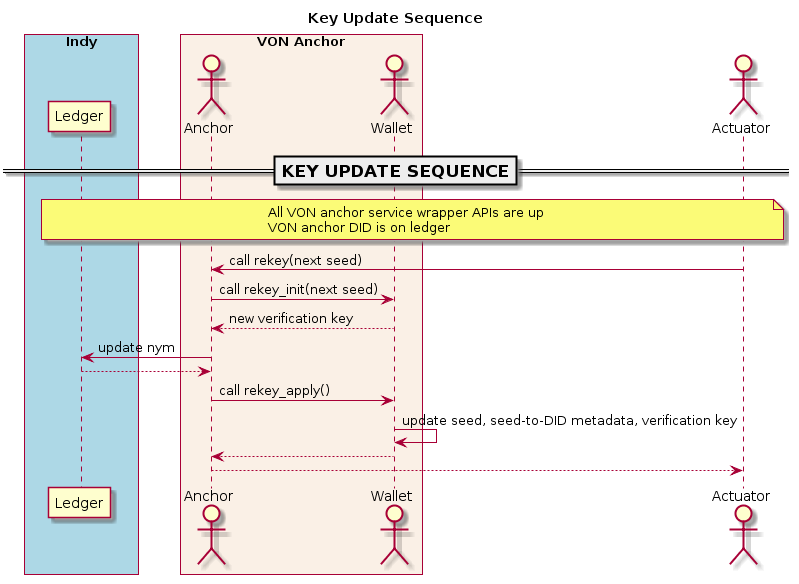 Key Update Sequence
Indy
VON Anchor
Ledger
Anchor
Wallet
Actuator
KEY UPDATE SEQUENCE
All VON anchor service wrapper APIs are up
VON anchor DID is on ledger
call rekey(next seed)
call rekey_init(next seed)
new verification key
update nym
call rekey_apply()
update seed, seed-to-DID metadata, verification key
Ledger
Anchor
Wallet
Actuator